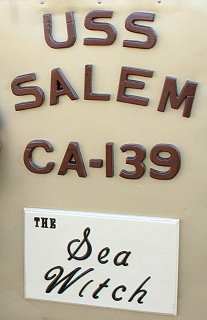 USS
SALEM
CA-139
THE
Sea
Witch